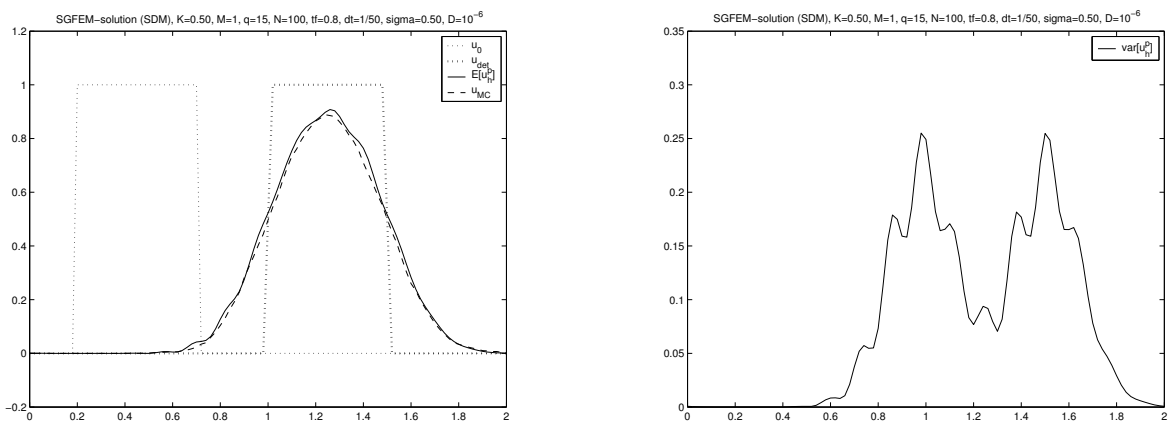 SGFEM−solution (SDM), K=0.50, M=1, q=15, N=100, tf=0.8, dt=1/50, sigma=0.50, D=10^−6
1.2
1
0.8
0.6
0.4
0.2
0
−0.2
0 0.2 0.4 0.6 0.8 1 1.2 1.4 1.6 1.8 2
u_0
u_det
E[u_h^p]
u_MC
SGFEM−solution (SDM), K=0.50, M=1, q=15, N=100, tf=0.8, dt=1/50, sigma=0.50, D=10^−6
0.35
0.3
0.25
0.2
0.15
0.1
0.05
0
0 0.2 0.4 0.6 0.8 1 1.2 1.4 1.6 1.8 2
var[u_h^p]